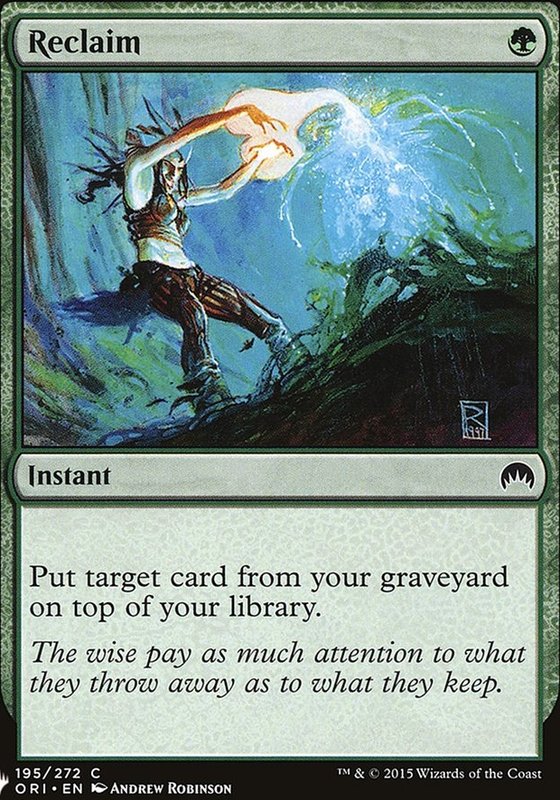 Reclaim
Instant
Put target card from your graveyard
on top of your library.
The wise pay as much attention to what
they throw away as to what they keep.
195/272 C
ORI • EN Andrew Robinson
™ & © 2015 Wizards of the Coast
R
1997